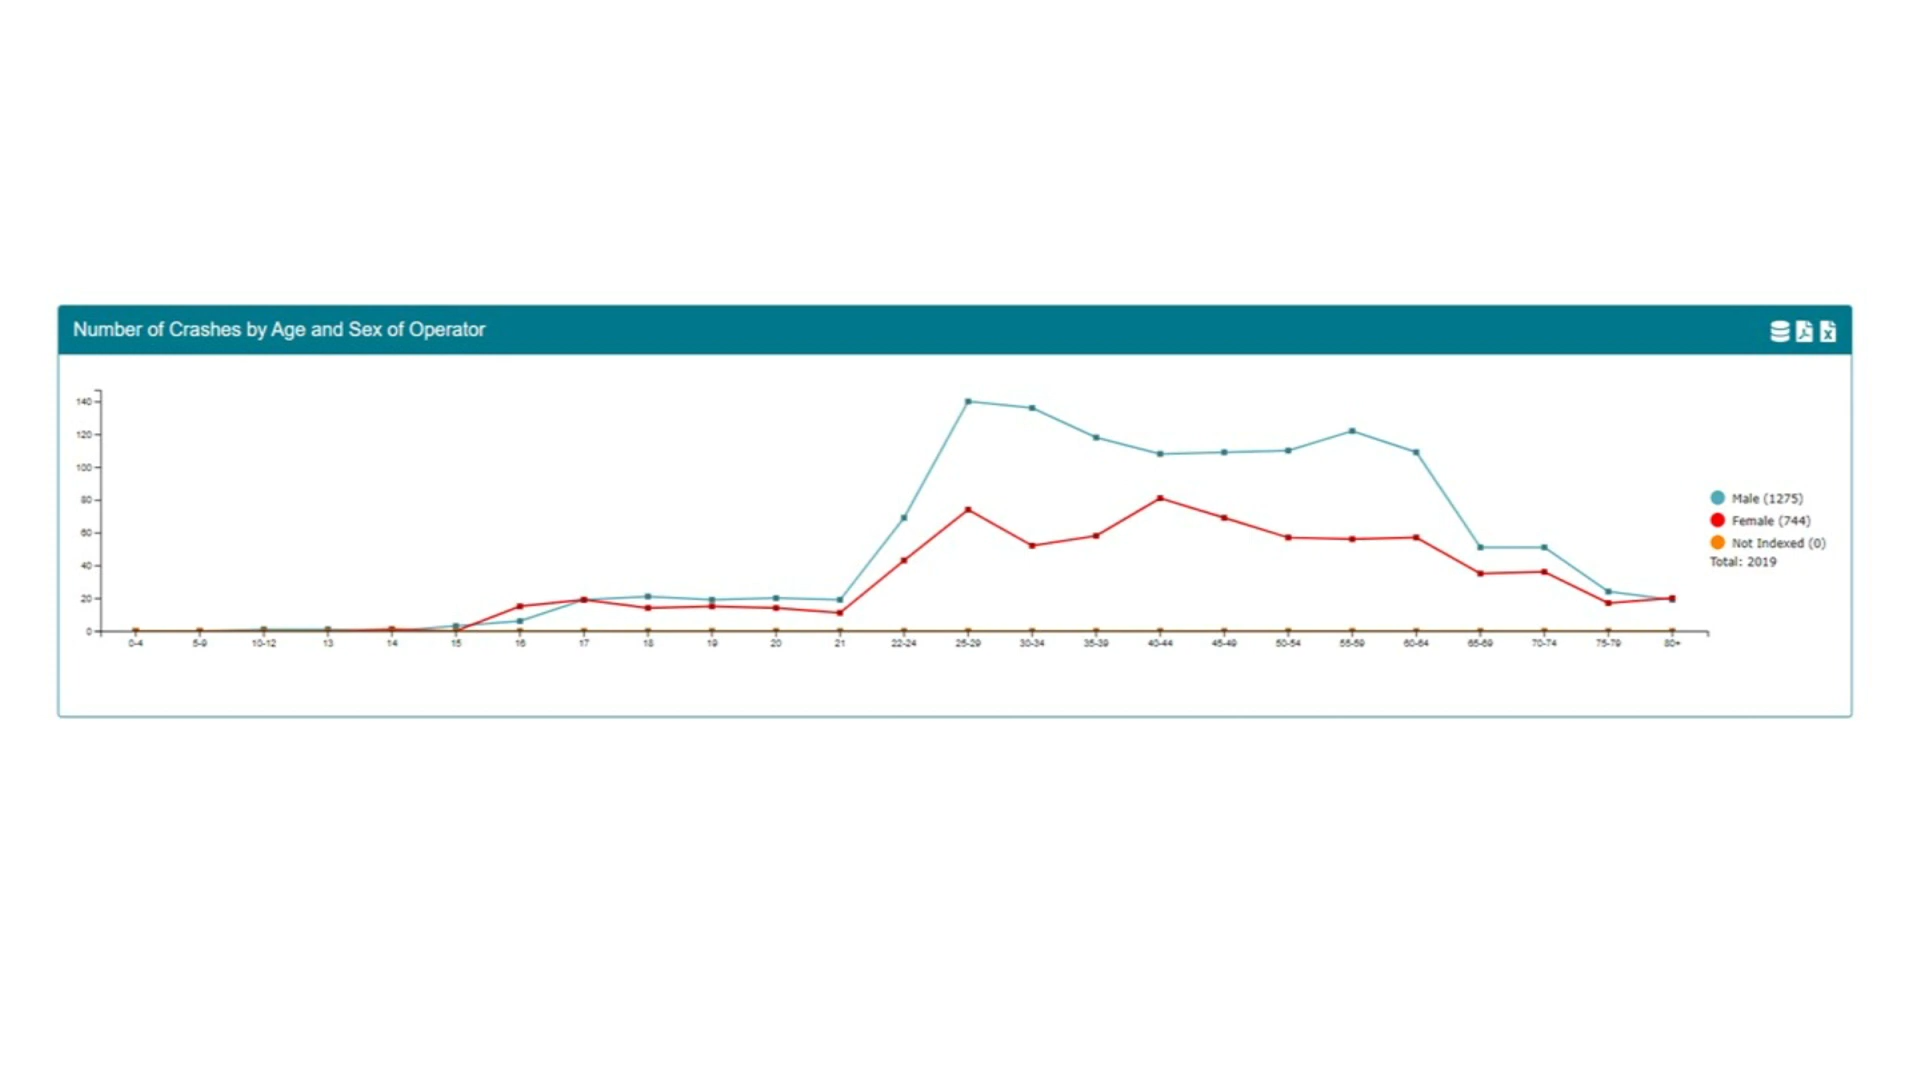 Number of Crashes by Age and Sex of Operator
140
120
100
80
60
40
20
0
0-4 5-9 10-12 13 14 15 16 17 18 19 20 21 22-24 25-29 30-34 35-39 40-44 45-49 50-54 55-59 60-64 65-69 70-74 75-79 80+
Male (1275)
Female (744)
Not Indexed (0)
Total: 2019